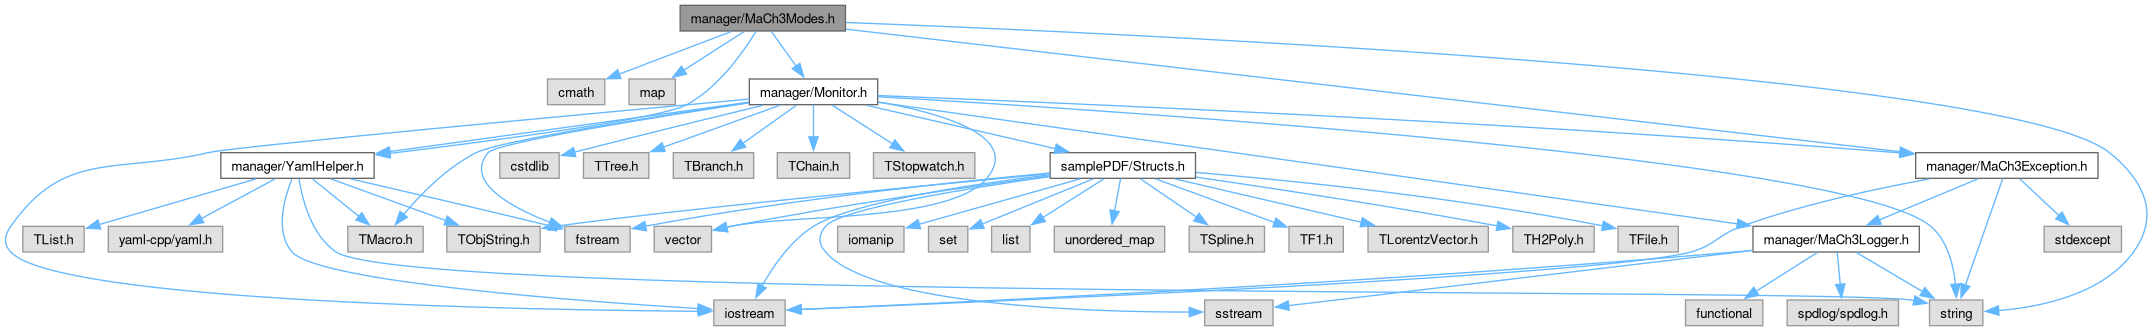 manager/MaCh3Modes.h
cmath
map
manager/Monitor.h
manager/YamlHelper.h
cstdlib
TTree.h
TBranch.h
TChain.h
TStopwatch.h
samplePDF/Structs.h
manager/MaCh3Exception.h
TList.h
yaml-cpp/yaml.h
TMacro.h
TObjString.h
fstream
vector
iomanip
set
list
unordered_map
TSpline.h
TF1.h
TLorentzVector.h
TH2Poly.h
TFile.h
manager/MaCh3Logger.h
stdexcept
iostream
sstream
functional
spdlog/spdlog.h
string